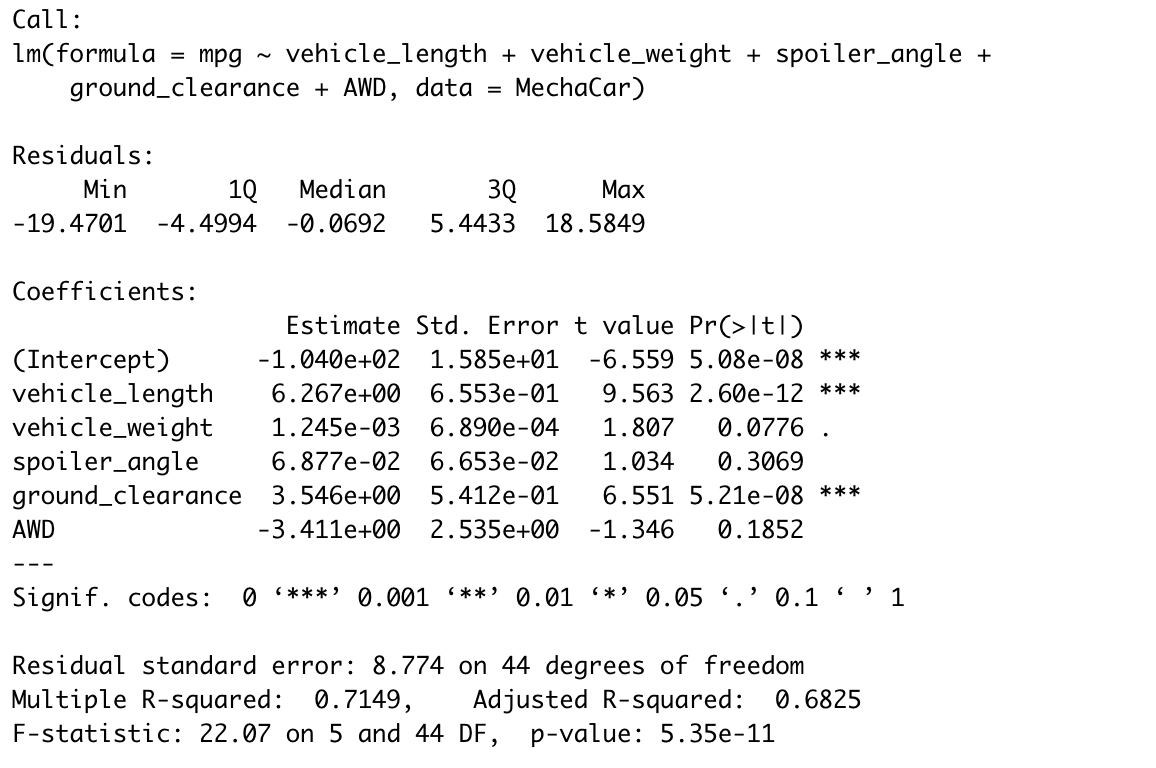 Call:
lm(formula = mpg ~ vehicle_length + vehicle_weight + spoiler_angle +
    ground_clearance + AWD, data = MechaCar)

Residuals:
     Min       1Q   Median       3Q      Max
-19.4701  -4.4994  -0.0692   5.4433  18.5849

Coefficients:
                   Estimate Std. Error t value Pr(>|t|)
(Intercept)      -1.040e+02  1.585e+01  -6.559 5.08e-08 ***
vehicle_length    6.267e+00  6.553e-01   9.563 2.60e-12 ***
vehicle_weight    1.245e-03  6.890e-04   1.807   0.0776 .
spoiler_angle     6.877e-02  6.653e-02   1.034   0.3069
ground_clearance  3.546e+00  5.412e-01   6.551 5.21e-08 ***
AWD              -3.411e+00  2.535e+00  -1.346   0.1852
---
Signif. codes:  0 ‘***’ 0.001 ‘**’ 0.01 ‘*’ 0.05 ‘.’ 0.1 ‘ ’ 1

Residual standard error: 8.774 on 44 degrees of freedom
Multiple R-squared:  0.7149,    Adjusted R-squared:  0.6825
F-statistic: 22.07 on 5 and 44 DF,  p-value: 5.35e-11